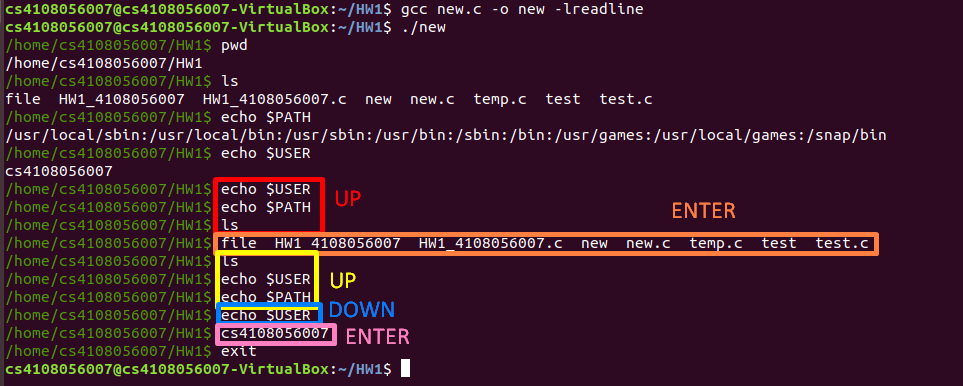 cs4108056007@cs4108056007-VirtualBox:~/HW1$ gcc new.c -o new -lreadline
cs4108056007@cs4108056007-VirtualBox:~/HW1$ ./new
/home/cs4108056007/HW1$ pwd
/home/cs4108056007/HW1
/home/cs4108056007/HW1$ ls
file  HW1_4108056007  HW1_4108056007.c  new  new.c  temp.c  test  test.c
/home/cs4108056007/HW1$ echo $PATH
/usr/local/sbin:/usr/local/bin:/usr/sbin:/usr/bin:/sbin:/bin:/usr/games:/usr/local/games:/snap/bin
/home/cs4108056007/HW1$ echo $USER
cs4108056007
/home/cs4108056007/HW1$ echo $USER
UP
/home/cs4108056007/HW1$ echo $PATH
/home/cs4108056007/HW1$ ls
ENTER
/home/cs4108056007/HW1$ file  HW1_4108056007  HW1_4108056007.c  new  new.c  temp.c  test  test.c
/home/cs4108056007/HW1$ ls
/home/cs4108056007/HW1$ echo $USER
UP
/home/cs4108056007/HW1$ echo $PATH
/home/cs4108056007/HW1$ echo $USER
DOWN
/home/cs4108056007/HW1$ cs4108056007
ENTER
/home/cs4108056007/HW1$ exit
cs4108056007@cs4108056007-VirtualBox:~/HW1$